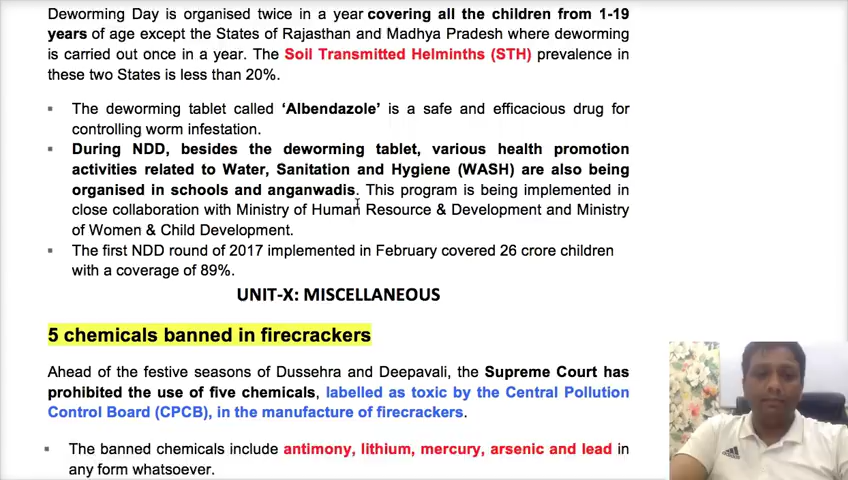 Deworming Day is organised twice in a year covering all the children from 1-19
years of age except the States of Rajasthan and Madhya Pradesh where deworming
is carried out once in a year. The Soil Transmitted Helminths (STH) prevalence in
these two States is less than 20%.
▪ The deworming tablet called ‘Albendazole’ is a safe and efficacious drug for
controlling worm infestation.
▪ During NDD, besides the deworming tablet, various health promotion
activities related to Water, Sanitation and Hygiene (WASH) are also being
organised in schools and anganwadis. This program is being implemented in
close collaboration with Ministry of Human Resource & Development and Ministry
of Women & Child Development.
▪ The first NDD round of 2017 implemented in February covered 26 crore children
with a coverage of 89%.
UNIT-X: MISCELLANEOUS
5 chemicals banned in firecrackers
Ahead of the festive seasons of Dussehra and Deepavali, the Supreme Court has
prohibited the use of five chemicals, labelled as toxic by the Central Pollution
Control Board (CPCB), in the manufacture of firecrackers.
▪ The banned chemicals include antimony, lithium, mercury, arsenic and lead in
any form whatsoever.